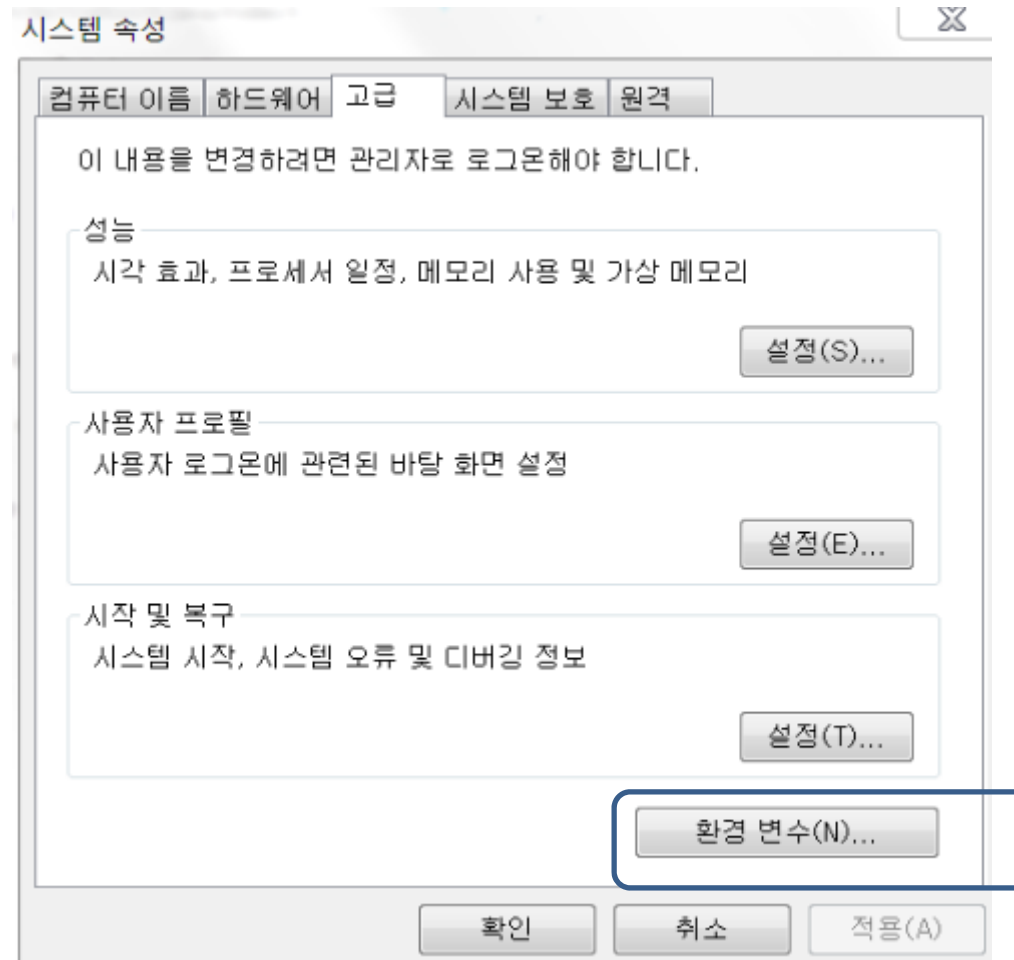 시스템 속성
컴퓨터 이름 하드웨어 고급 시스템 보호 원격
이 내용을 변경하려면 관리자로 로그온해야 합니다.
성능
시각 효과, 프로세서 일정, 메모리 사용 및 가상 메모리
설정(S)...
사용자 프로필
사용자 로그온에 관련된 바탕 화면 설정
설정(E)...
시작 및 복구
시스템 시작, 시스템 오류 및 디버깅 정보
설정(T)...
환경 변수(N)...
확인 취소 적용(A)